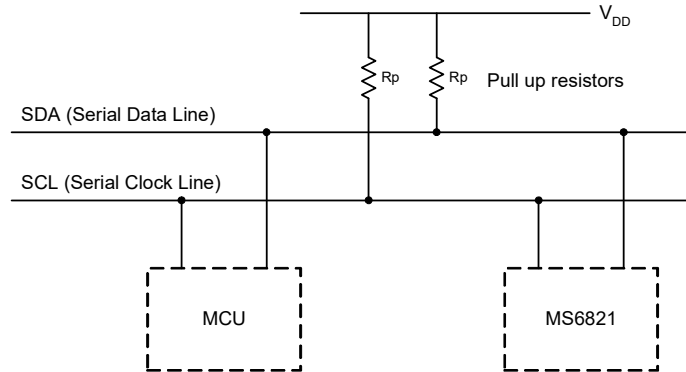 VDD
Rp
Rp
Pull up resistors
SDA (Serial Data Line)
SCL (Serial Clock Line)
MCU
MS6821